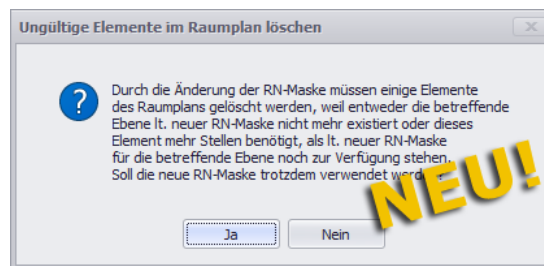 Ungültige Elemente im Raumplan löschen
Durch die Änderung der RN-Maske müssen einige Elemente
des Raumplans gelöscht werden, weil entweder die betreffende
Ebene lt. neuer RN-Maske nicht mehr existiert oder dieses
Element mehr Stellen benötigt, als lt. neuer RN-Maske
für die betreffende Ebene noch zur Verfügung stehen.
Soll die neue RN-Maske trotzdem verwendet werden?
NEU!
Ja
Nein